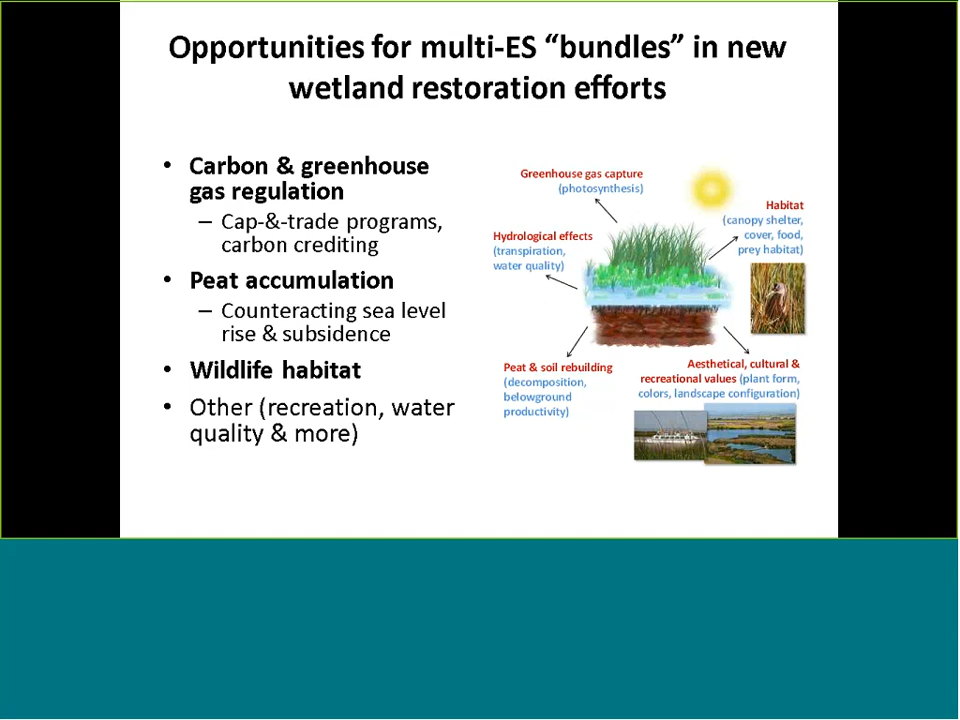 Opportunities for multi-ES “bundles” in new
wetland restoration efforts
• Carbon & greenhouse
gas regulation
– Cap-&-trade programs,
carbon crediting
• Peat accumulation
– Counteracting sea level
rise & subsidence
• Wildlife habitat
• Other (recreation, water
quality & more)
Greenhouse gas capture
(photosynthesis)
Habitat
(canopy shelter,
cover, food,
prey habitat)
Hydrological effects
(transpiration,
water quality)
Peat & soil rebuilding
(decomposition,
belowground
productivity)
Aesthetical, cultural &
recreational values (plant form,
colors, landscape configuration)